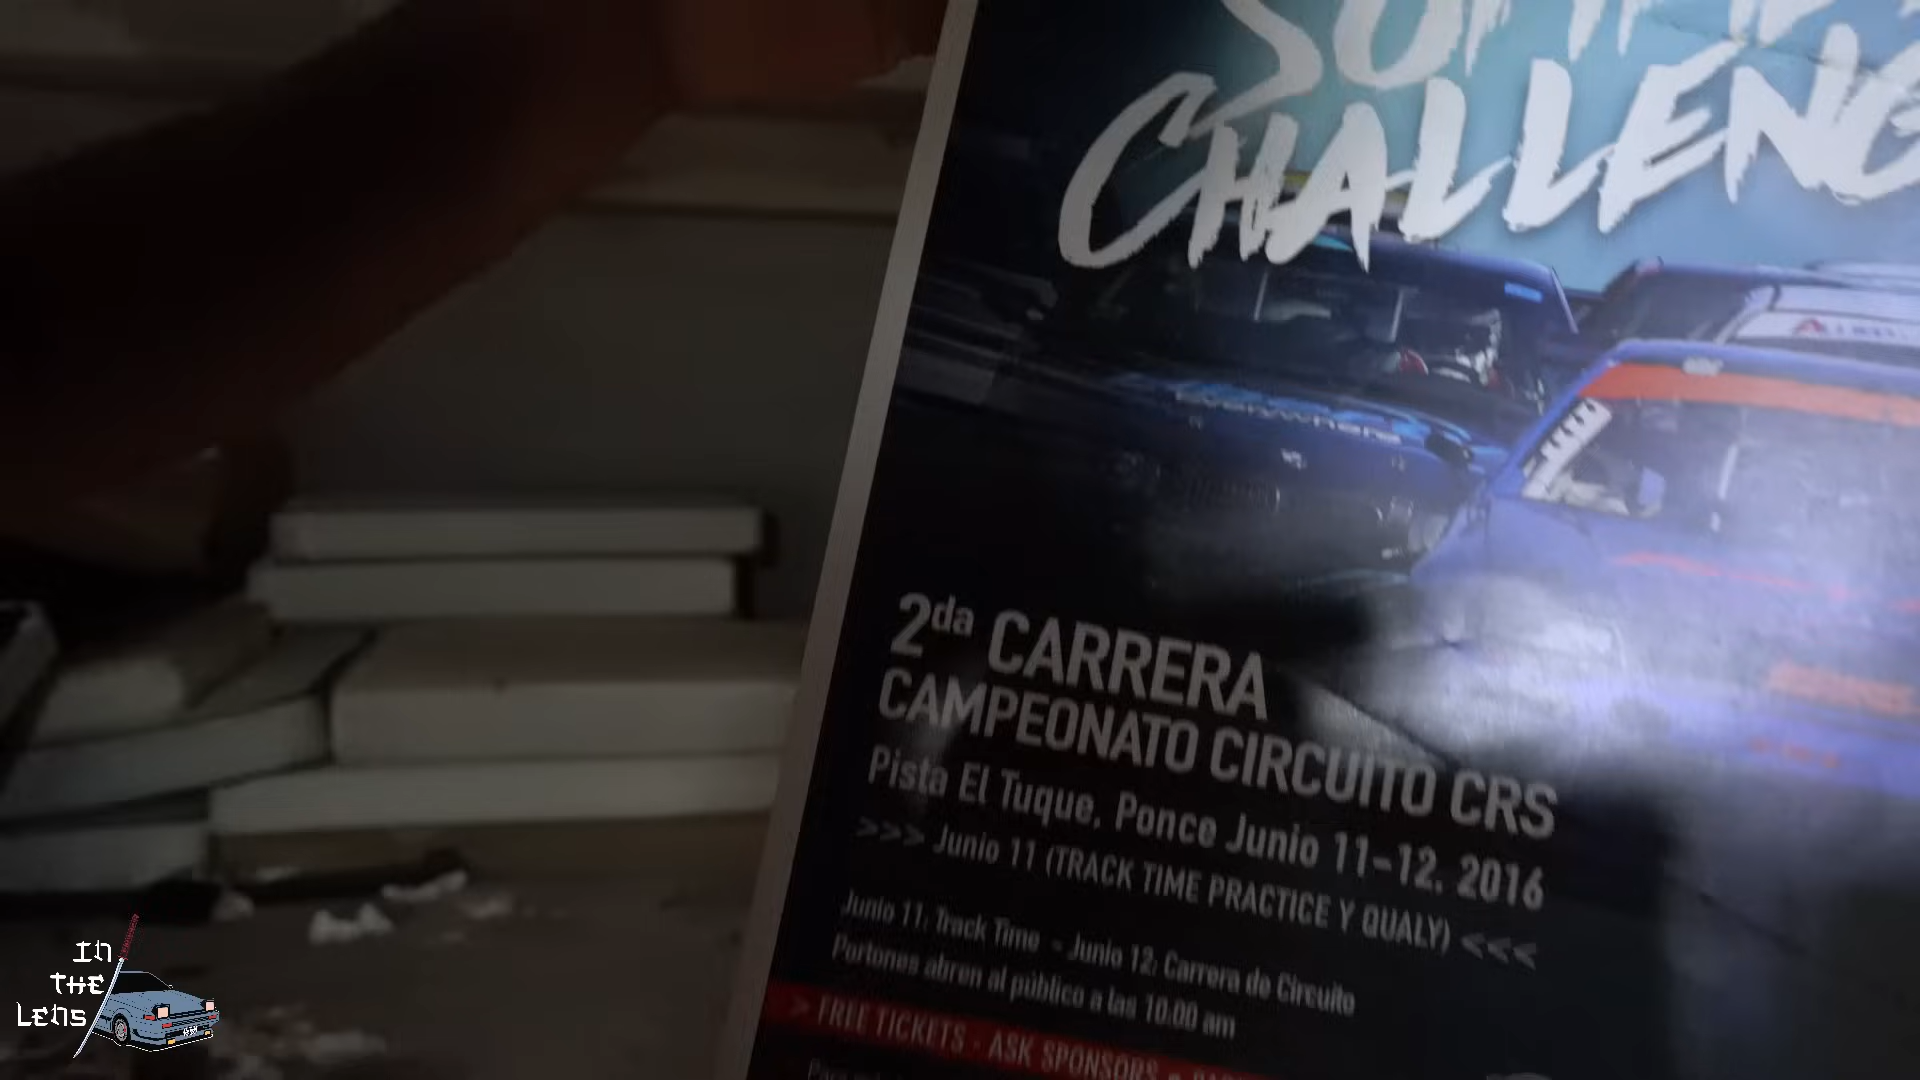 CHALLENG
Everywhere
2da CARRERA
CAMPEONATO CIRCUITO CRS
Pista El Tuque, Ponce Junio 11-12, 2016
>>> Junio 11 (TRACK TIME PRACTICE Y QUALY) <<<
Junio 11: Track Time - Junio 12: Carrera de Circuito
Portones abren al público a las 10:00 am
> FREE TICKETS - ASK SPONSORS
In
THE
LEns